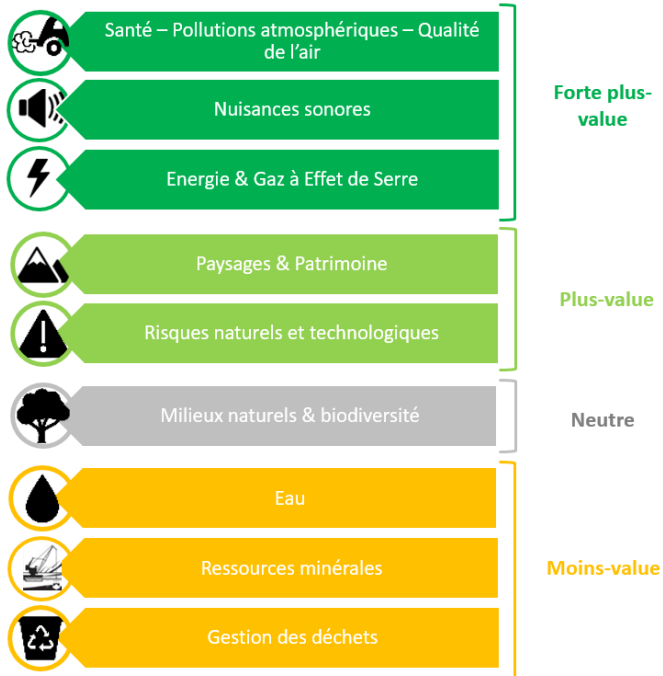 Santé – Pollutions atmosphériques – Qualité
de l'air
Nuisances sonores
Energie & Gaz à Effet de Serre
Forte plus-
value
Paysages & Patrimoine
Risques naturels et technologiques
Plus-value
Milieux naturels & biodiversité
Neutre
Eau
Ressources minérales
Gestion des déchets
Moins-value